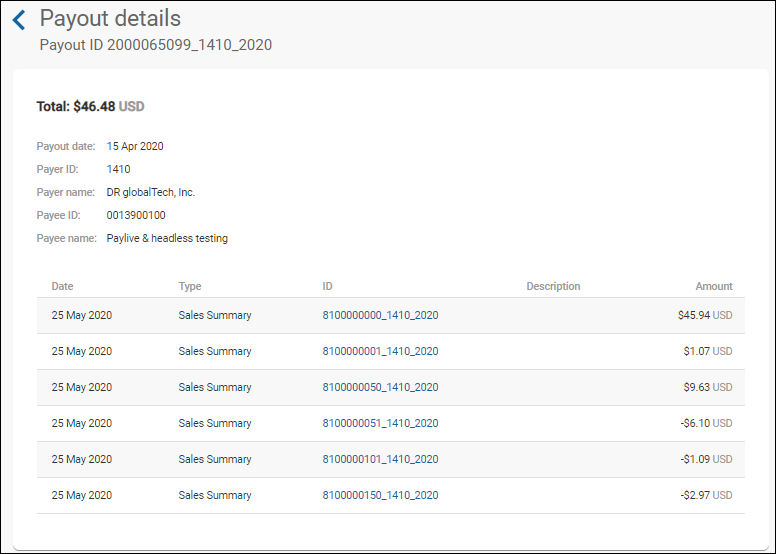 Payout details
Payout ID 2000065099_1410_2020
Total: $46.48 USD
Payout date: 15 Apr 2020
Payer ID: 1410
Payer name: DR globalTech, Inc.
Payee ID: 0013900100
Payee name: Paylive & headless testing
Date Type ID Description Amount
25 May 2020 Sales Summary 8100000000_1410_2020 $45.94 USD
25 May 2020 Sales Summary 8100000001_1410_2020 $1.07 USD
25 May 2020 Sales Summary 8100000050_1410_2020 $9.63 USD
25 May 2020 Sales Summary 8100000051_1410_2020 -$6.10 USD
25 May 2020 Sales Summary 8100000101_1410_2020 -$1.09 USD
25 May 2020 Sales Summary 8100000150_1410_2020 -$2.97 USD